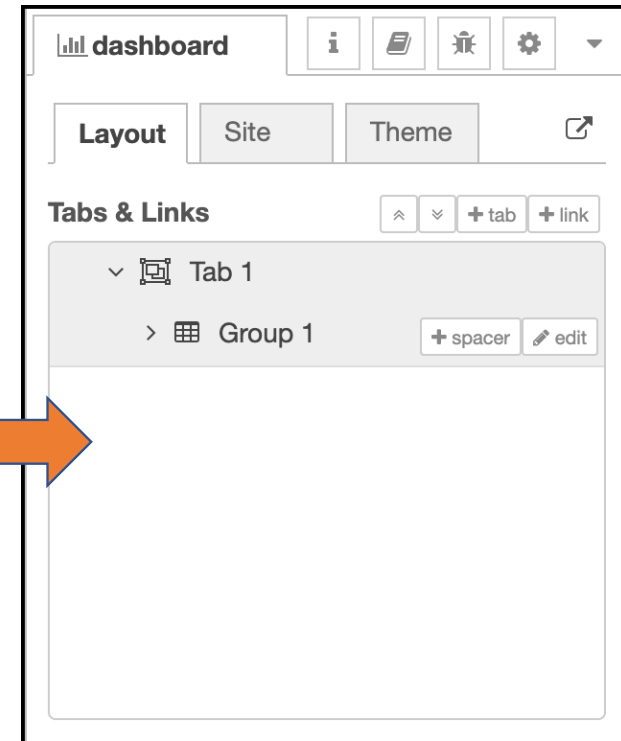 dashboard i
Layout Site Theme
Tabs & Links + tab + link
Tab 1
Group 1 + spacer edit